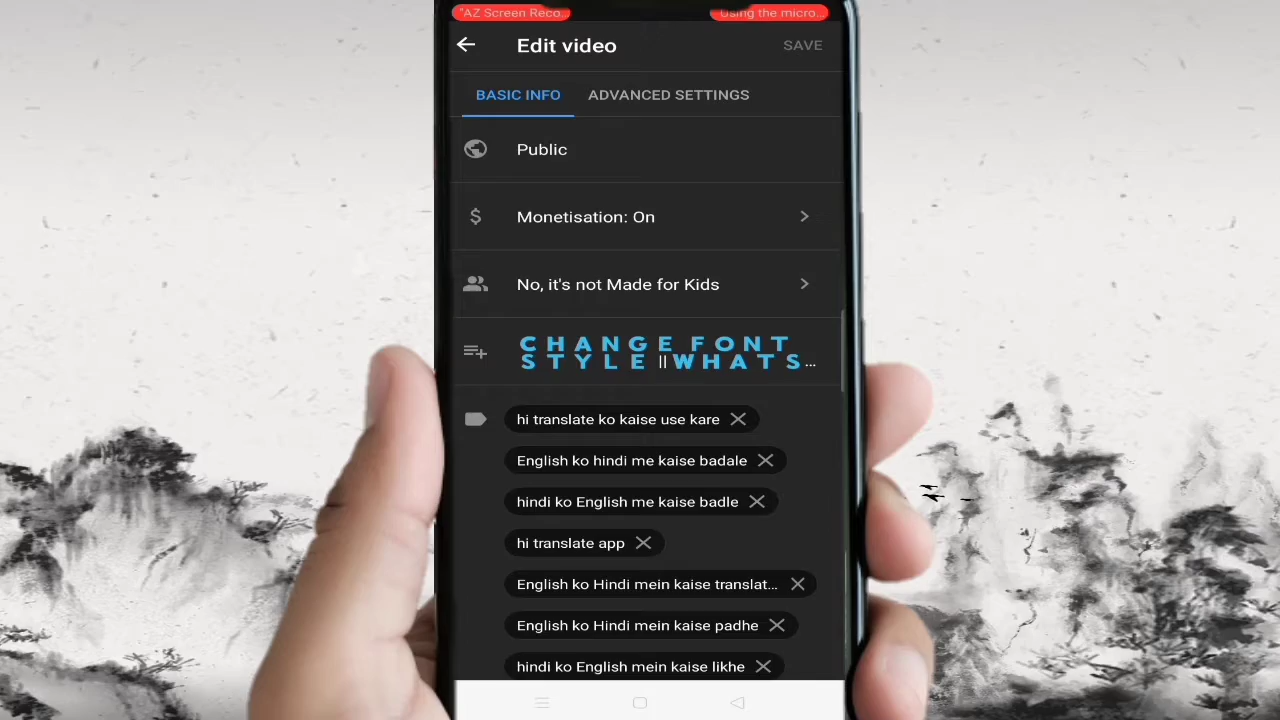 "AZ Screen Reco
Using the micro...
Edit video
SAVE
BASIC INFO
ADVANCED SETTINGS
Public
Monetisation: On
No, it's not Made for Kids
CHANGE FONT
STYLE ||WHATS...
hi translate ko kaise use kare
English ko hindi me kaise badale
hindi ko English me kaise badle
hi translate app
English ko Hindi mein kaise translat...
English ko Hindi mein kaise padhe
hindi ko English mein kaise likhe